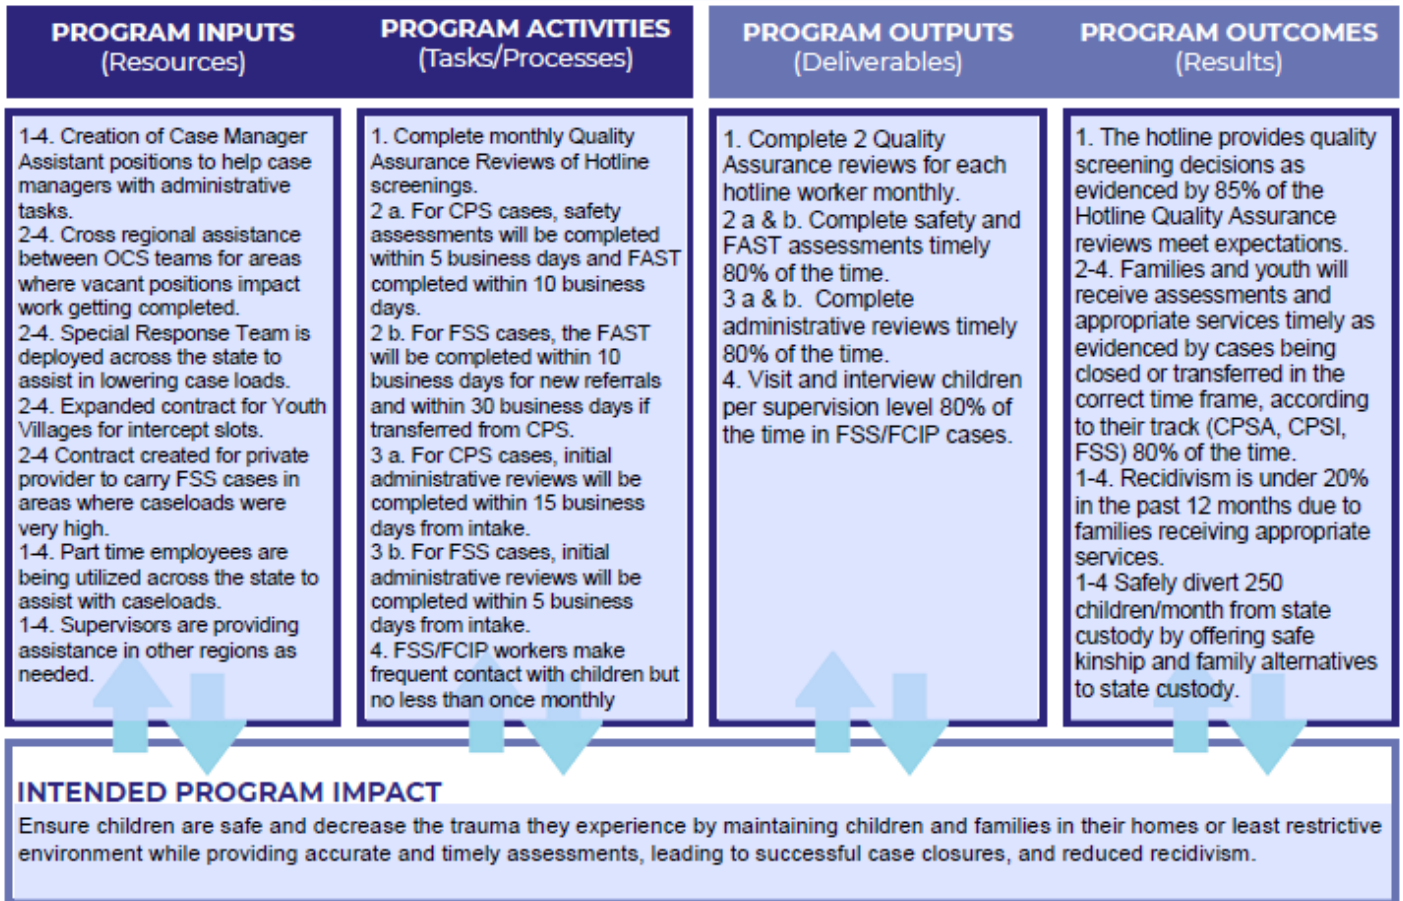 PROGRAM INPUTS
(Resources)
1-4. Creation of Case Manager
Assistant positions to help case
managers with administrative
tasks.
2-4. Cross regional assistance
between OCS teams for areas
where vacant positions impact
work getting completed.
2-4. Special Response Team is
deployed across the state to
assist in lowering case loads.
2-4. Expanded contract for Youth
Villages for intercept slots.
2-4 Contract created for private
provider to carry FSS cases in
areas where caseloads were
very high.
1-4. Part time employees are
being utilized across the state to
assist with caseloads.
1-4. Supervisors are providing
assistance in other regions as
needed.
PROGRAM ACTIVITIES
(Tasks/Processes)
1. Complete monthly Quality
Assurance Reviews of Hotline
screenings.
2 a. For CPS cases, safety
assessments will be completed
within 5 business days and FAST
completed within 10 business
days.
2 b. For FSS cases, the FAST
will be completed within 10
business days for new referrals
and within 30 business days if
transferred from CPS.
3 a. For CPS cases, initial
administrative reviews will be
completed within 15 business
days from intake.
3 b. For FSS cases, initial
administrative reviews will be
completed within 5 business
days from intake.
4. FSS/FCIP workers make
frequent contact with children but
no less than once monthly
PROGRAM OUTPUTS
(Deliverables)
1. Complete 2 Quality
Assurance reviews for each
hotline worker monthly.
2 a & b. Complete safety and
FAST assessments timely
80% of the time.
3 a & b. Complete
administrative reviews timely
80% of the time.
4. Visit and interview children
per supervision level 80% of
the time in FSS/FCIP cases.
PROGRAM OUTCOMES
(Results)
1. The hotline provides quality
screening decisions as
evidenced by 85% of the
Hotline Quality Assurance
reviews meet expectations.
2-4. Families and youth will
receive assessments and
appropriate services timely as
evidenced by cases being
closed or transferred in the
correct time frame, according
to their track (CPSA, CPSI,
FSS) 80% of the time.
1-4. Recidivism is under 20%
in the past 12 months due to
families receiving appropriate
services.
1-4 Safely divert 250
children/month from state
custody by offering safe
kinship and family alternatives
to state custody.
INTENDED PROGRAM IMPACT
Ensure children are safe and decrease the trauma they experience by maintaining children and families in their homes or least restrictive
environment while providing accurate and timely assessments, leading to successful case closures, and reduced recidivism.